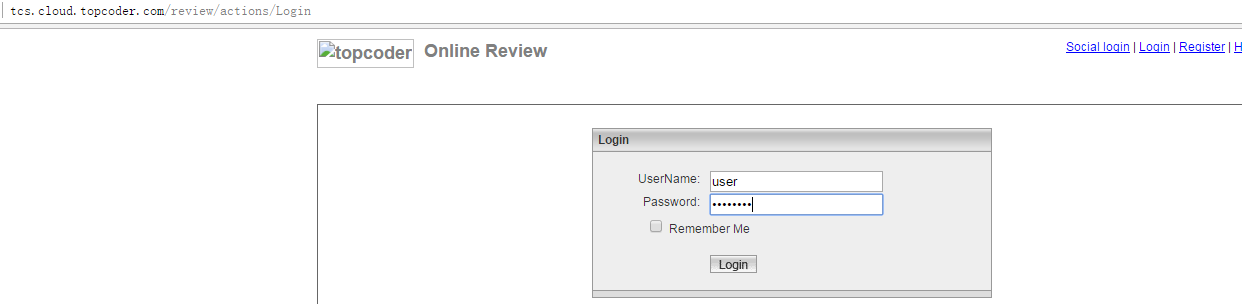 tcs.cloud.topcoder.com/review/actions/Login
topcoder Online Review
Social login | Login | Register | H
Login
UserName: user
Password: ••••••••
Remember Me
Login